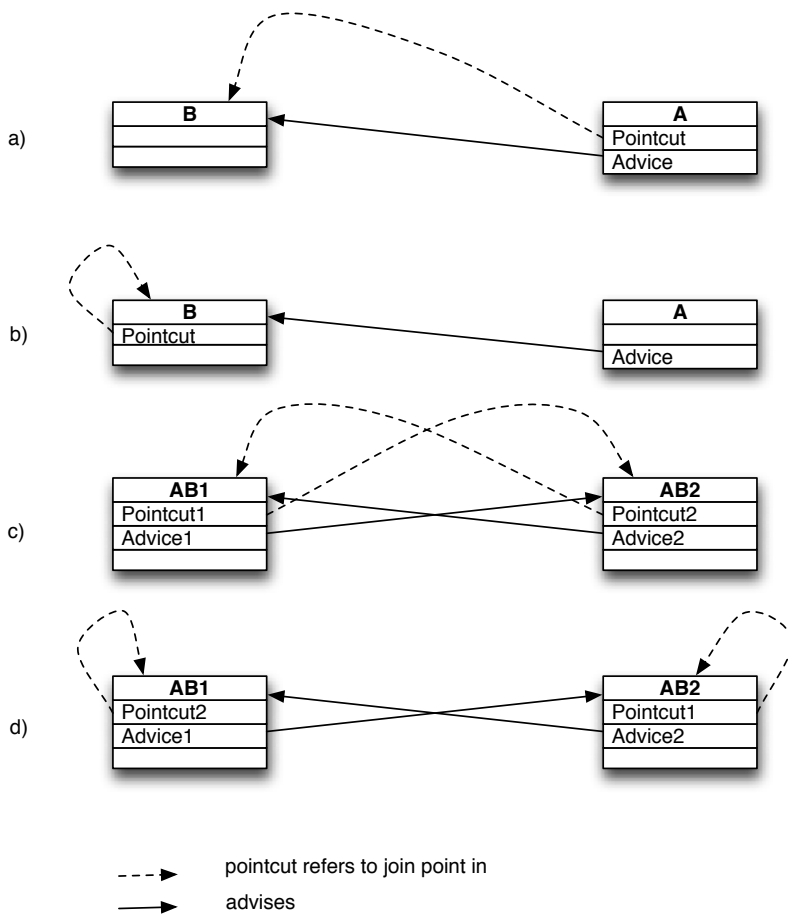 a)
B
A
Pointcut
Advice
b)
B
Pointcut
A
Advice
c)
AB1
Pointcut1
Advice1
AB2
Pointcut2
Advice2
d)
AB1
Pointcut2
Advice1
AB2
Pointcut1
Advice2
pointcut refers to join point in
advises